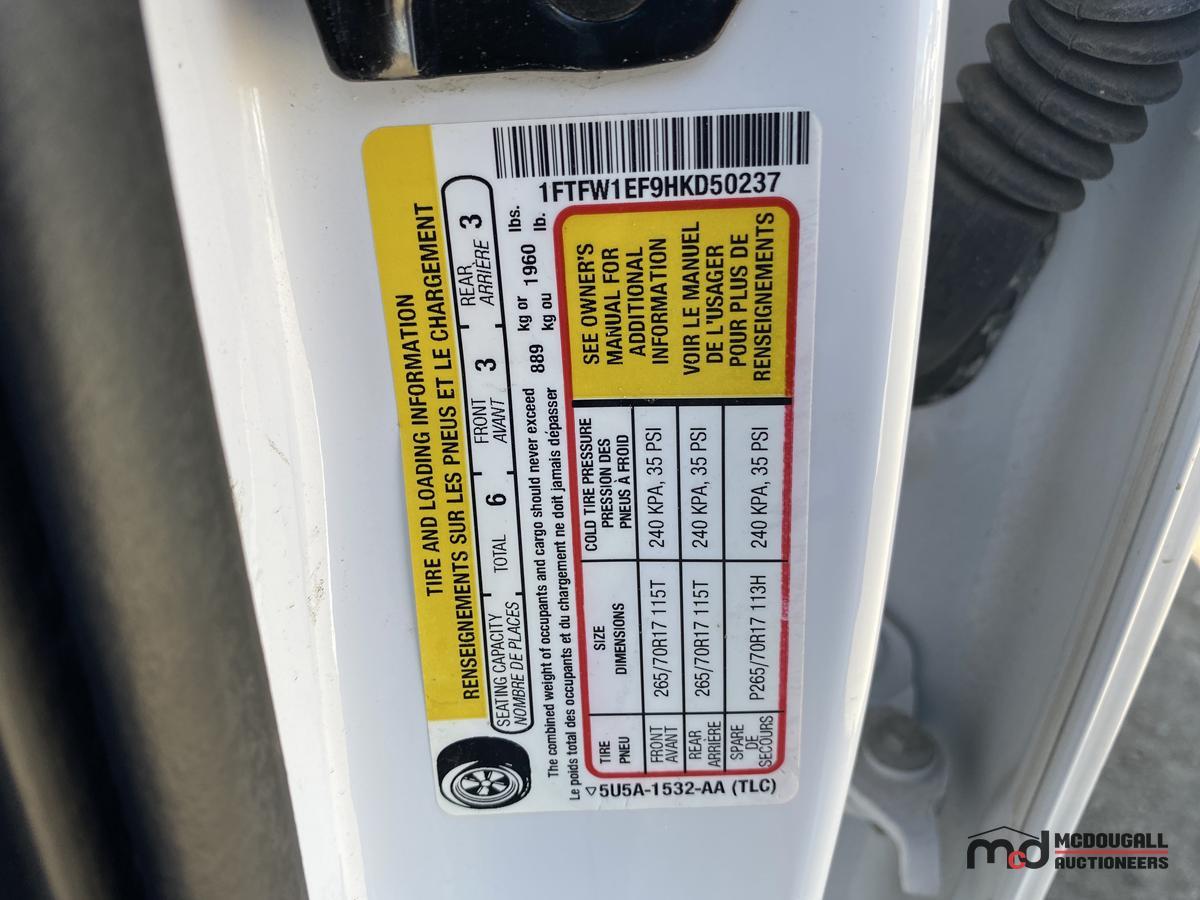 1FTFW1EF9HKD50237
TIRE AND LOADING INFORMATION
RENSEIGNEMENTS SUR LES PNEUS ET LE CHARGEMENT
SEATING CAPACITY TOTAL 6 FRONT 3 REAR 3
NOMBRE DE PLACES AVANT ARRIÈRE
The combined weight of occupants and cargo should never exceed 889 kg or 1960 lbs.
Le poids total des occupants et du chargement ne doit jamais dépasser kg ou lb.
TIRE SIZE COLD TIRE PRESSURE
PNEU DIMENSIONS PRESSION DES
PNEUS À FROID
FRONT 265/70R17 115T 240 KPA, 35 PSI
AVANT
REAR 265/70R17 115T 240 KPA, 35 PSI
ARRIÈRE
SPARE P265/70R17 113H 240 KPA, 35 PSI
DE
SECOURS
SEE OWNER'S
MANUAL FOR
ADDITIONAL
INFORMATION
VOIR LE MANUEL
DE L'USAGER
POUR PLUS DE
RENSEIGNEMENTS
5U5A-1532-AA (TLC)
mcd MCDOUGALL
AUCTIONEERS